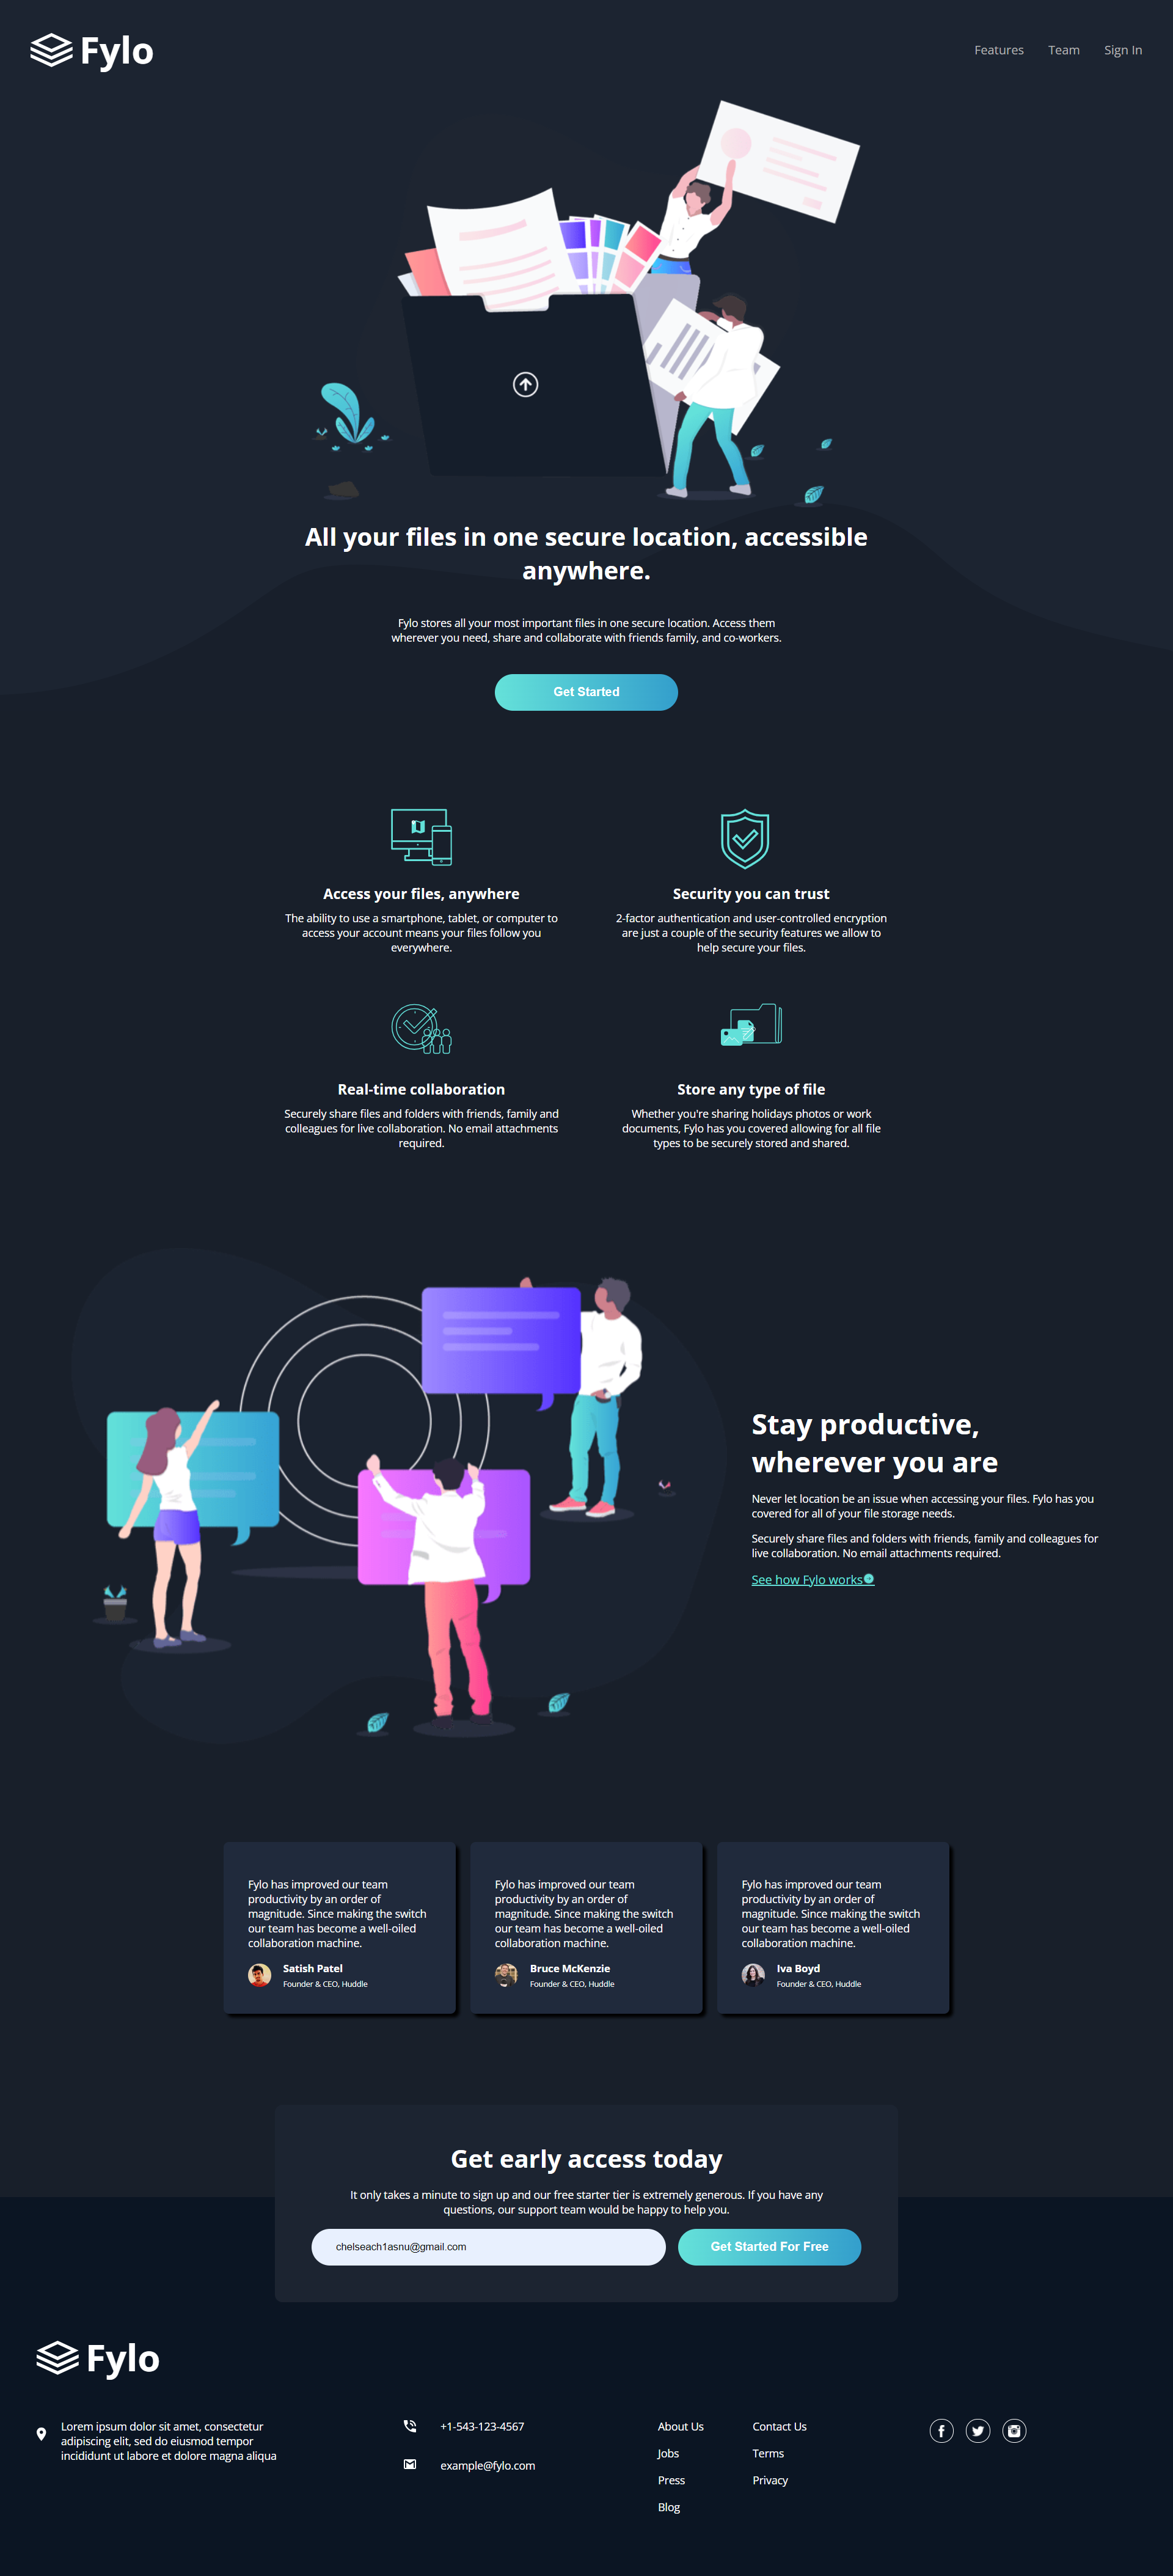 Fylo
Features Team Sign In
All your files in one secure location, accessible
anywhere.
Fylo stores all your most important files in one secure location. Access them
wherever you need, share and collaborate with friends family, and co-workers.
Get Started
Access your files, anywhere
The ability to use a smartphone, tablet, or computer to
access your account means your files follow you
everywhere.
Security you can trust
2-factor authentication and user-controlled encryption
are just a couple of the security features we allow to
help secure your files.
Real-time collaboration
Securely share files and folders with friends, family and
colleagues for live collaboration. No email attachments
required.
Store any type of file
Whether you're sharing holidays photos or work
documents, Fylo has you covered allowing for all file
types to be securely stored and shared.
Stay productive,
wherever you are
Never let location be an issue when accessing your files. Fylo has you
covered for all of your file storage needs.
Securely share files and folders with friends, family and colleagues for
live collaboration. No email attachments required.
See how Fylo works
Fylo has improved our team
productivity by an order of
magnitude. Since making the switch
our team has become a well-oiled
collaboration machine.
Satish Patel
Founder & CEO, Huddle
Fylo has improved our team
productivity by an order of
magnitude. Since making the switch
our team has become a well-oiled
collaboration machine.
Bruce McKenzie
Founder & CEO, Huddle
Fylo has improved our team
productivity by an order of
magnitude. Since making the switch
our team has become a well-oiled
collaboration machine.
Iva Boyd
Founder & CEO, Huddle
Get early access today
It only takes a minute to sign up and our free starter tier is extremely generous. If you have any
questions, our support team would be happy to help you.
chelseach1asnu@gmail.com
Get Started For Free
Fylo
Lorem ipsum dolor sit amet, consectetur
adipiscing elit, sed do eiusmod tempor
incididunt ut labore et dolore magna aliqua
+1-543-123-4567
example@fylo.com
About Us
Jobs
Press
Blog
Contact Us
Terms
Privacy